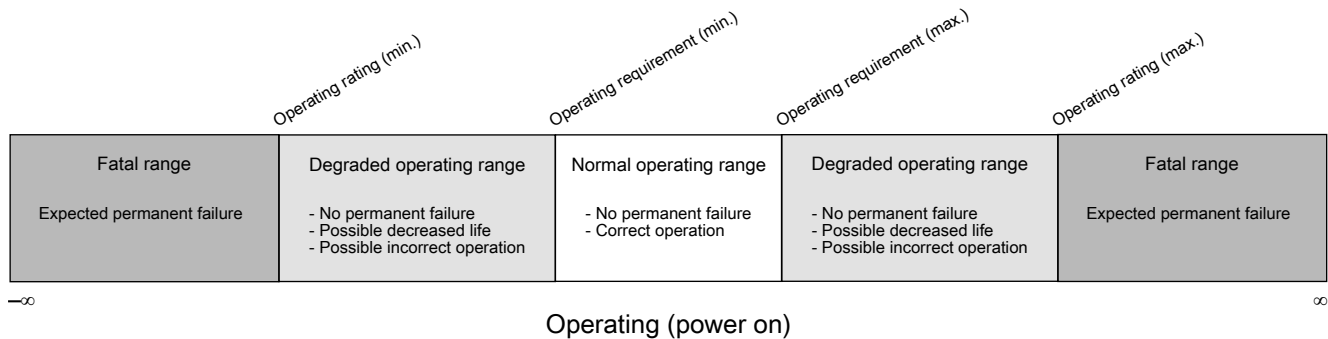 Operating rating (min.)
Operating requirement (min.)
Operating requirement (max.)
Operating rating (max.)
Fatal range
Expected permanent failure
Degraded operating range
- No permanent failure
- Possible decreased life
- Possible incorrect operation
Normal operating range
- No permanent failure
- Correct operation
Degraded operating range
- No permanent failure
- Possible decreased life
- Possible incorrect operation
Fatal range
Expected permanent failure
–∞
∞
Operating (power on)